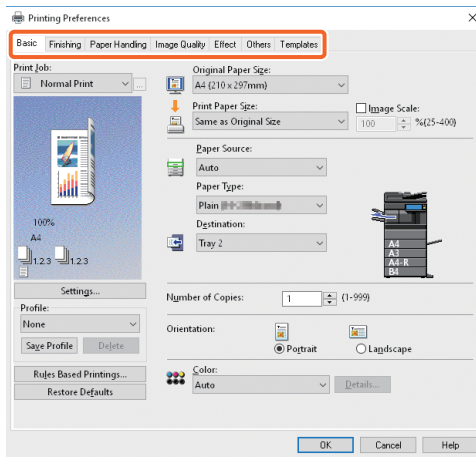 Printing Preferences
Basic Finishing Paper Handling Image Quality Effect Others Templates
Print Job:
Normal Print
...
100%
A4
1.2.3 1.2.3
Settings...
Profile:
None
Save Profile Delete
Rules Based Printings...
Restore Defaults
Original Paper Size:
A4 (210 x 297mm)
Print Paper Size:
Same as Original Size
Image Scale:
100 %(25-400)
Paper Source:
Auto
Paper Type:
Plain
Destination:
Tray 2
A4
A3
A4-R
B4
Number of Copies: 1 (1-999)
Orientation:
Portrait Landscape
Color:
Auto Details...
OK Cancel Help